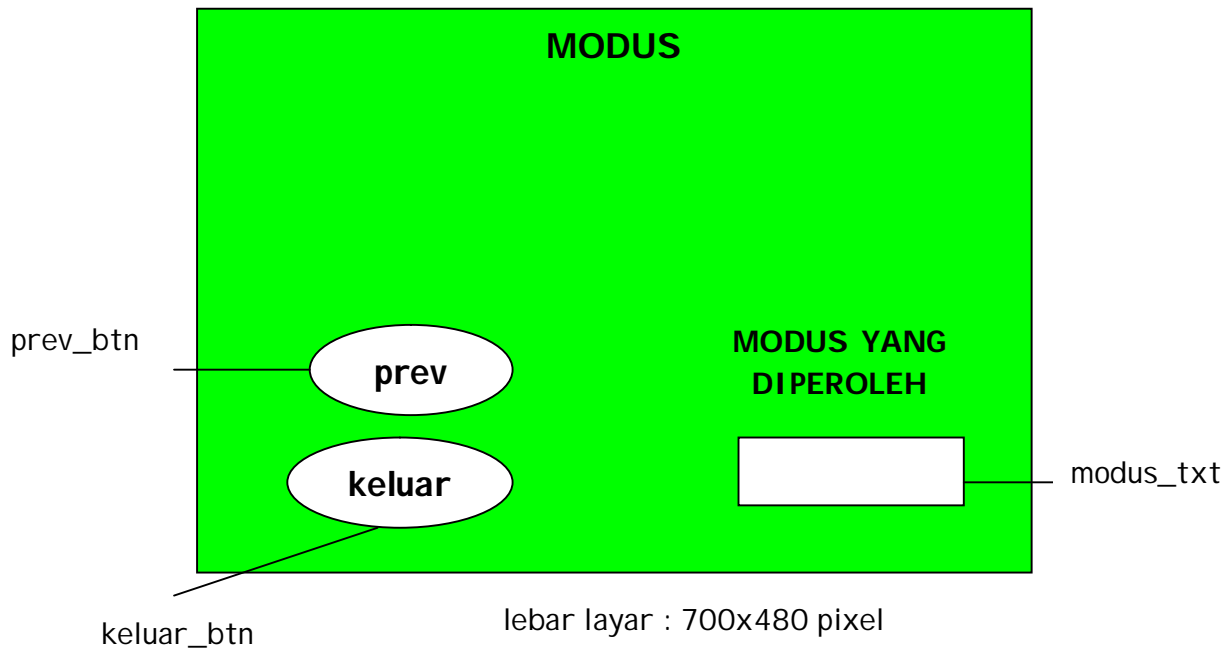 MODUS
prev_btn
prev
MODUS YANG
DIPEROLEH
keluar
modus_txt
keluar_btn
lebar layar : 700x480 pixel